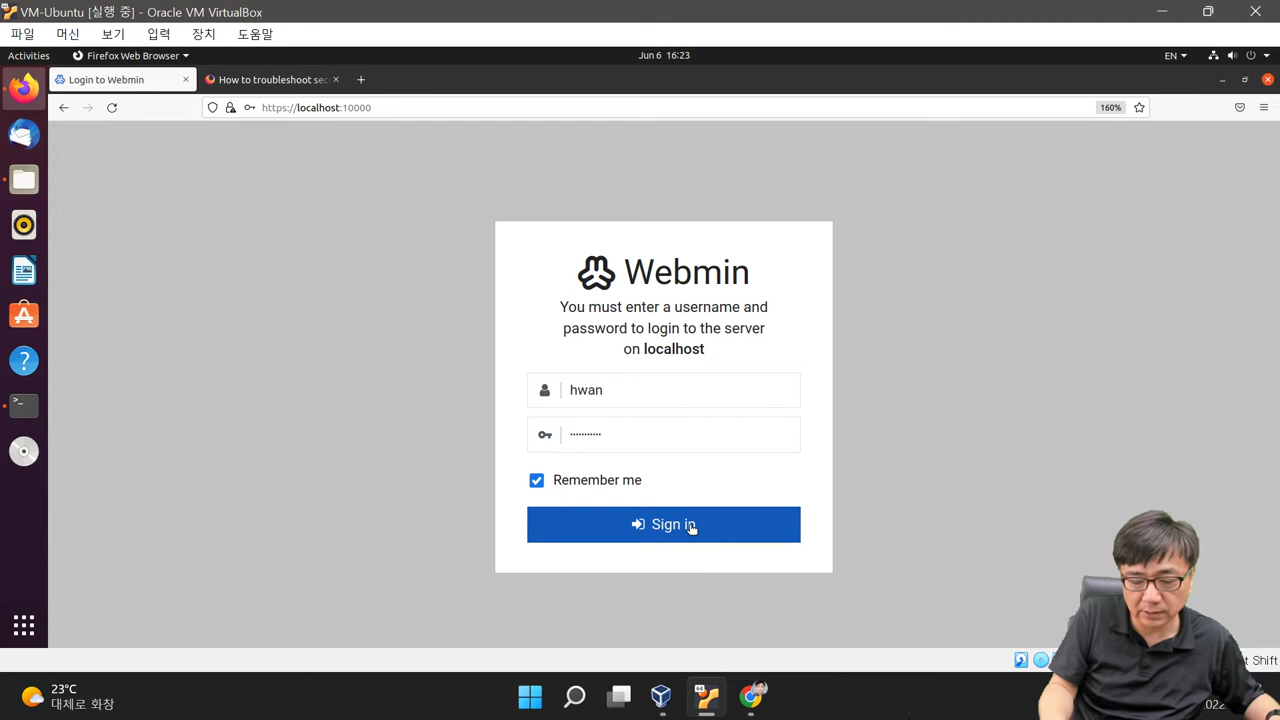 VM-Ubuntu [실행 중] - Oracle VM VirtualBox
파일 머신 보기 입력 장치 도움말
Activities Firefox Web Browser Jun 6 16:23 EN
Login to Webmin × How to troubleshoot sec × +
https://localhost:10000 160%
Webmin
You must enter a username and
password to login to the server
on localhost
hwan
Remember me
Sign in
Shift
23°C
대체로 화창